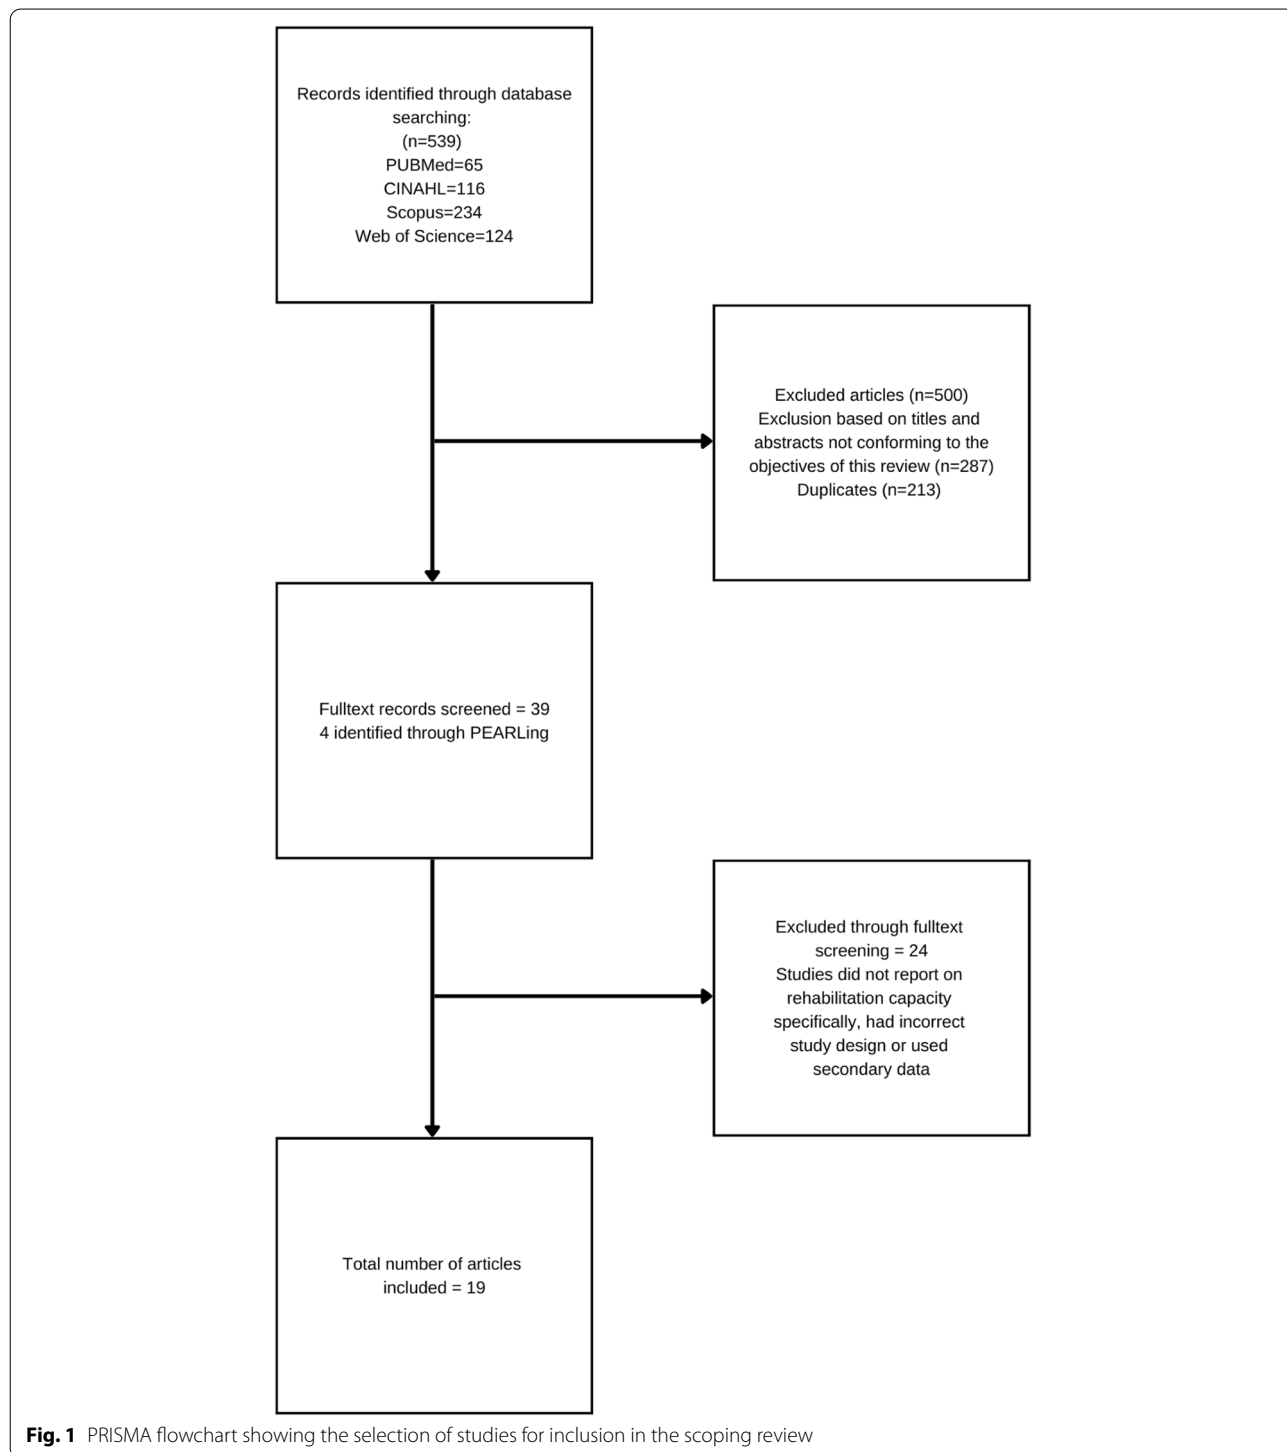 Records identified through database
searching:
(n=539)
PUBMed=65
CINAHL=116
Scopus=234
Web of Science=124
Excluded articles (n=500)
Exclusion based on titles and
abstracts not conforming to the
objectives of this review (n=287)
Duplicates (n=213)
Fulltext records screened = 39
4 identified through PEARLing
Excluded through fulltext
screening = 24
Studies did not report on
rehabilitation capacity
specifically, had incorrect
study design or used
secondary data
Total number of articles
included = 19
Fig. 1 PRISMA flowchart showing the selection of studies for inclusion in the scoping review